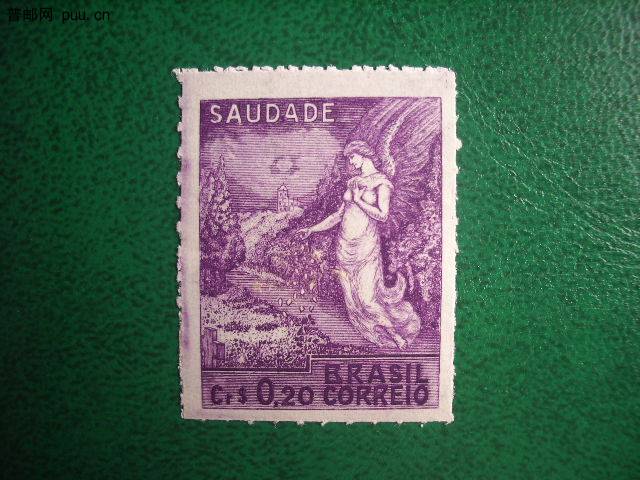 普邮网 puu.cn
SAUDADE
BRASIL
Cr$ 0,20 CORREIO